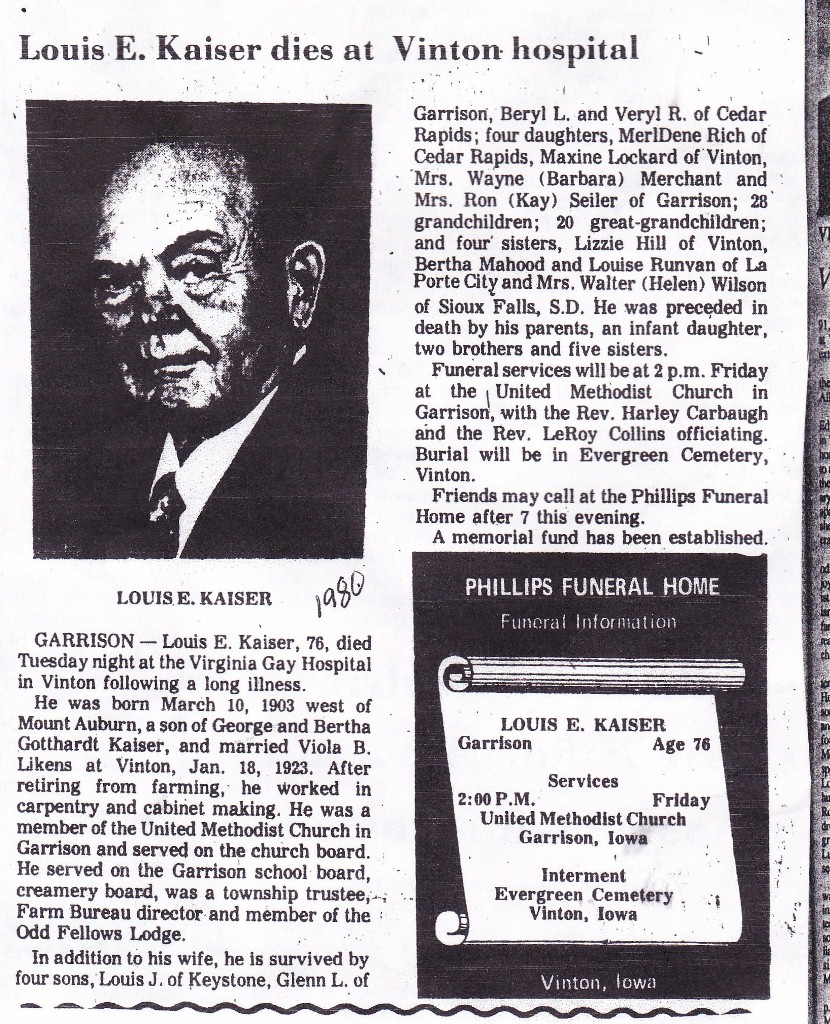 Louis E. Kaiser dies at Vinton hospital
LOUIS E. KAISER
1980
GARRISON — Louis E. Kaiser, 76, died
Tuesday night at the Virginia Gay Hospital
in Vinton following a long illness.
He was born March 10, 1903 west of
Mount Auburn, a son of George and Bertha
Gotthardt Kaiser, and married Viola B.
Likens at Vinton, Jan. 18, 1923. After
retiring from farming, he worked in
carpentry and cabinet making. He was a
member of the United Methodist Church in
Garrison and served on the church board.
He served on the Garrison school board,
creamery board, was a township trustee,
Farm Bureau director and member of the
Odd Fellows Lodge.
In addition to his wife, he is survived by
four sons, Louis J. of Keystone, Glenn L. of
Garrison, Beryl L. and Veryl R. of Cedar
Rapids; four daughters, MerlDene Rich of
Cedar Rapids, Maxine Lockard of Vinton,
Mrs. Wayne (Barbara) Merchant and
Mrs. Ron (Kay) Seiler of Garrison; 28
grandchildren; 20 great-grandchildren;
and four sisters, Lizzie Hill of Vinton,
Bertha Mahood and Louise Runyan of La
Porte City and Mrs. Walter (Helen) Wilson
of Sioux Falls, S.D. He was preceded in
death by his parents, an infant daughter,
two brothers and five sisters.
Funeral services will be at 2 p.m. Friday
at the United Methodist Church in
Garrison, with the Rev. Harley Carbaugh
and the Rev. LeRoy Collins officiating.
Burial will be in Evergreen Cemetery,
Vinton.
Friends may call at the Phillips Funeral
Home after 7 this evening.
A memorial fund has been established.
PHILLIPS FUNERAL HOME
Funeral Information
LOUIS E. KAISER
Garrison Age 76
Services
2:00 P.M. Friday
United Methodist Church
Garrison, Iowa
Interment
Evergreen Cemetery
Vinton, Iowa
Vinton, Iowa